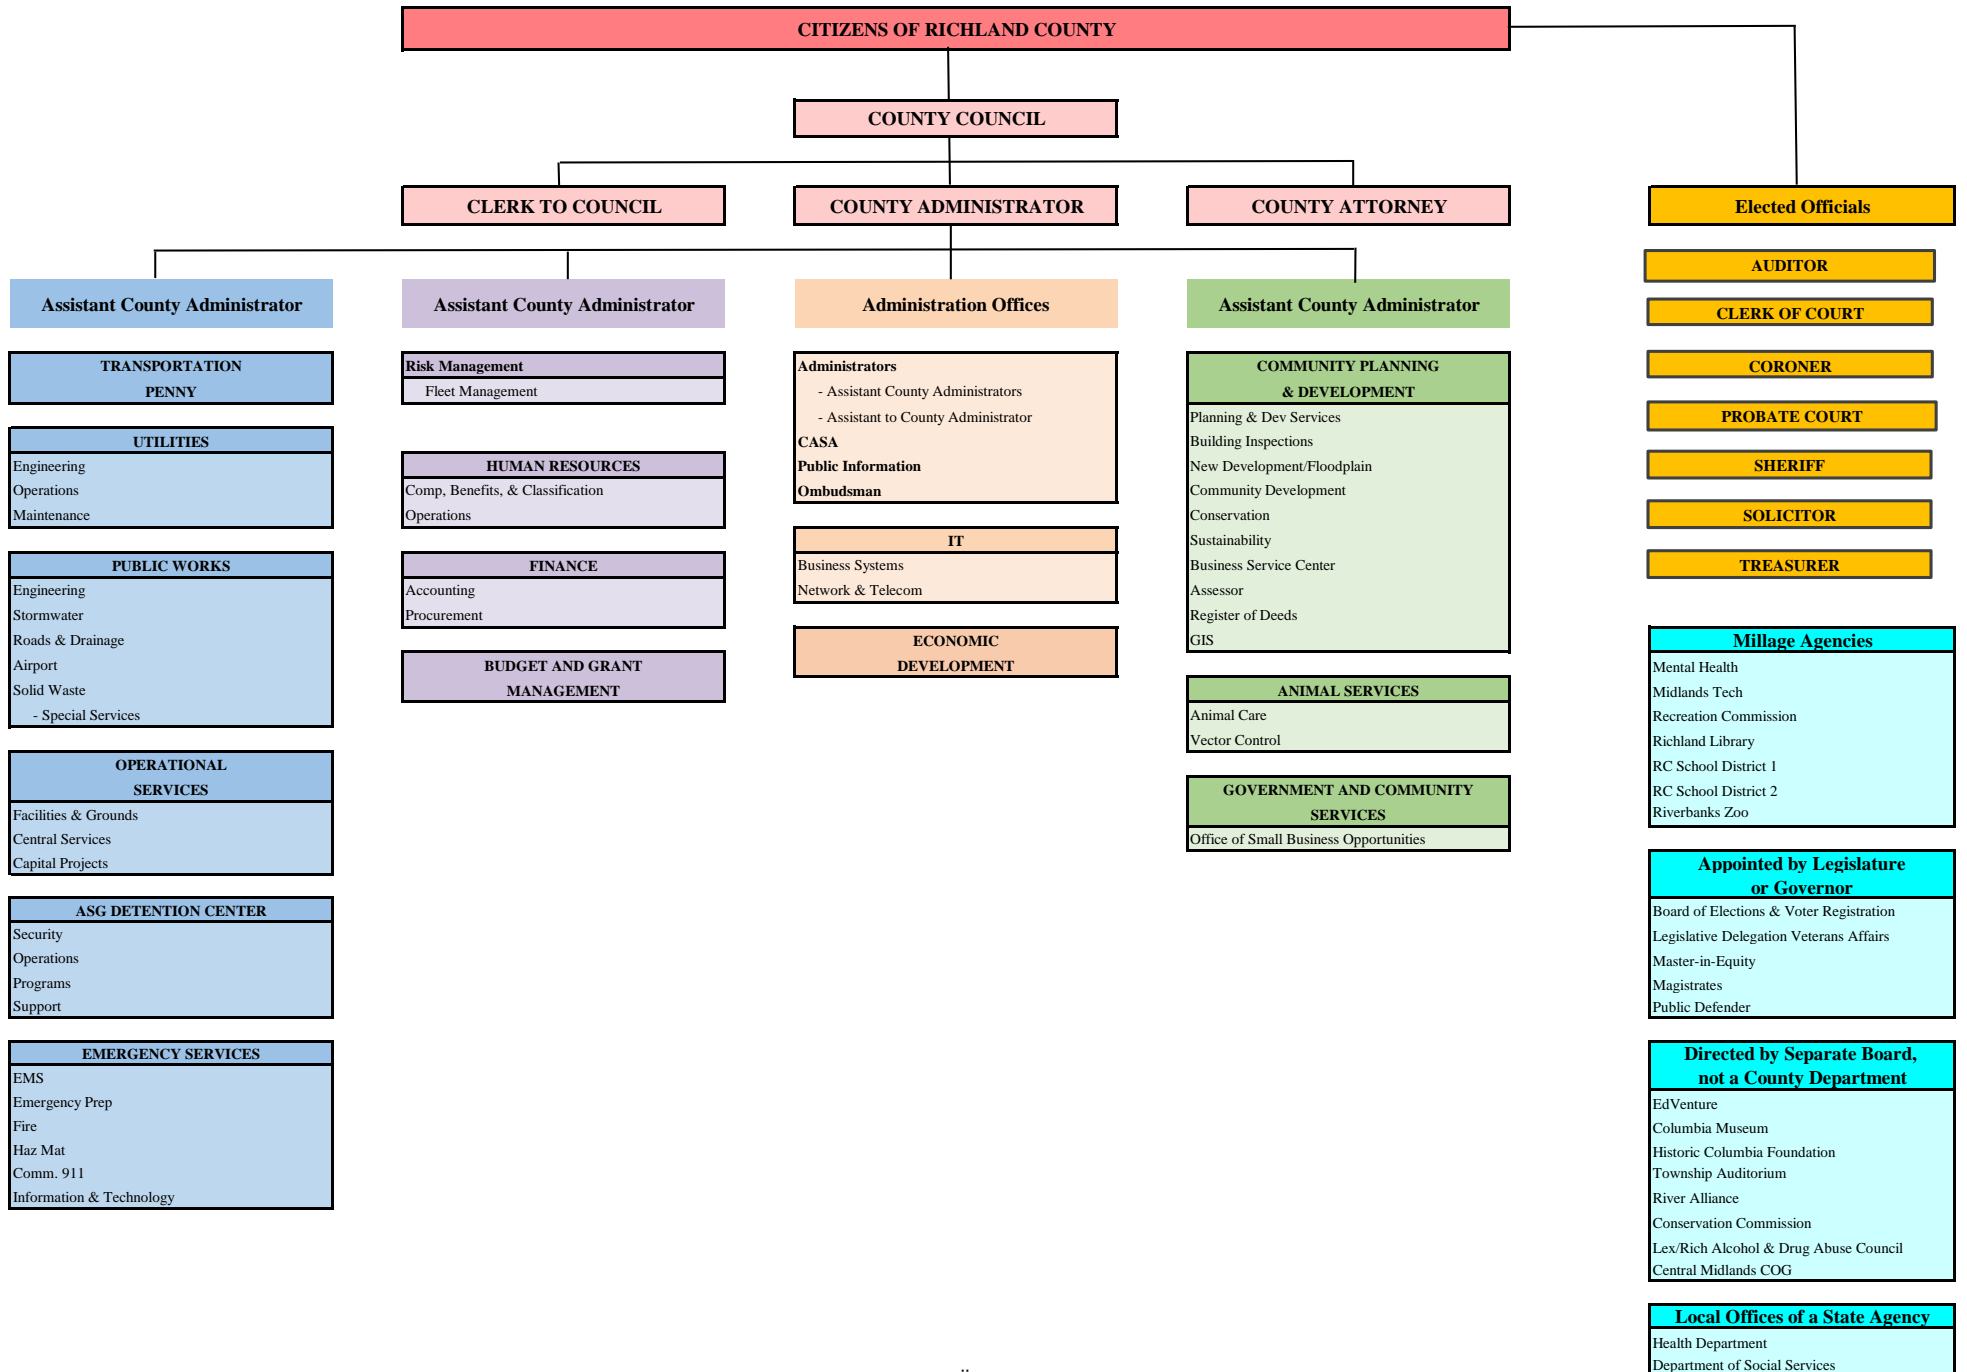 CITIZENS OF RICHLAND COUNTY
COUNTY COUNCIL
CLERK TO COUNCIL
COUNTY ADMINISTRATOR
COUNTY ATTORNEY
Elected Officials
AUDITOR
CLERK OF COURT
CORONER
PROBATE COURT
SHERIFF
SOLICITOR
TREASURER
Assistant County Administrator
TRANSPORTATION
PENNY
UTILITIES
Engineering
Operations
Maintenance
PUBLIC WORKS
Engineering
Stormwater
Roads & Drainage
Airport
Solid Waste
- Special Services
OPERATIONAL
SERVICES
Facilities & Grounds
Central Services
Capital Projects
ASG DETENTION CENTER
Security
Operations
Programs
Support
EMERGENCY SERVICES
EMS
Emergency Prep
Fire
Haz Mat
Comm. 911
Information & Technology
Assistant County Administrator
Risk Management
Fleet Management
HUMAN RESOURCES
Comp, Benefits, & Classification
Operations
FINANCE
Accounting
Procurement
BUDGET AND GRANT
MANAGEMENT
Administration Offices
Administrators
- Assistant County Administrators
- Assistant to County Administrator
CASA
Public Information
Ombudsman
IT
Business Systems
Network & Telecom
ECONOMIC
DEVELOPMENT
Assistant County Administrator
COMMUNITY PLANNING
& DEVELOPMENT
Planning & Dev Services
Building Inspections
New Development/Floodplain
Community Development
Conservation
Sustainability
Business Service Center
Assessor
Register of Deeds
GIS
ANIMAL SERVICES
Animal Care
Vector Control
GOVERNMENT AND COMMUNITY
SERVICES
Office of Small Business Opportunities
Millage Agencies
Mental Health
Midlands Tech
Recreation Commission
Richland Library
RC School District 1
RC School District 2
Riverbanks Zoo
Appointed by Legislature
or Governor
Board of Elections & Voter Registration
Legislative Delegation Veterans Affairs
Master-in-Equity
Magistrates
Public Defender
Directed by Separate Board,
not a County Department
EdVenture
Columbia Museum
Historic Columbia Foundation
Township Auditorium
River Alliance
Conservation Commission
Lex/Rich Alcohol & Drug Abuse Council
Central Midlands COG
Local Offices of a State Agency
Health Department
Department of Social Services